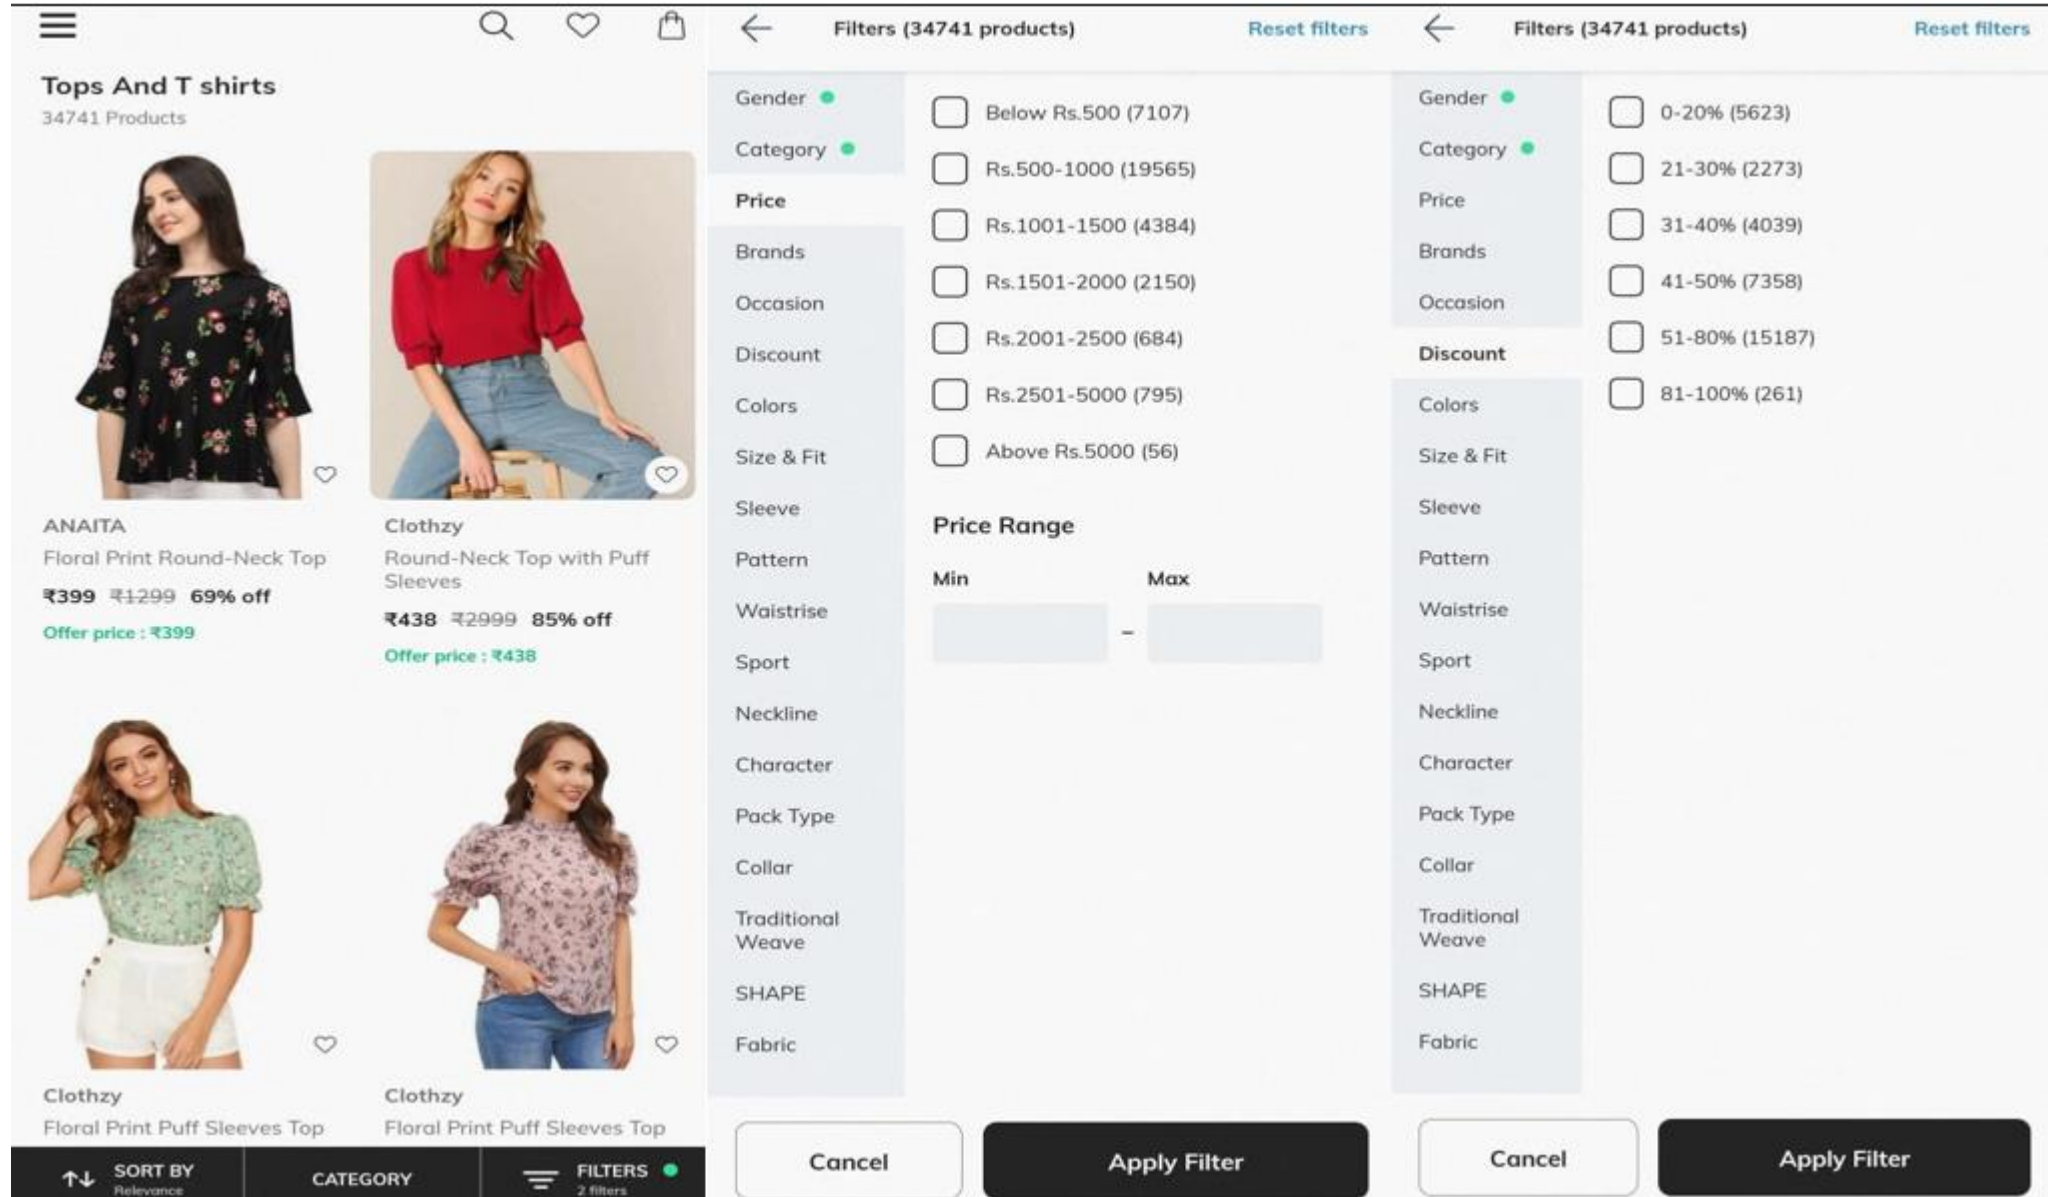 Tops And T shirts
34741 Products
ANAITA
Floral Print Round-Neck Top
₹399 ₹1299 69% off
Offer price : ₹399
Clothzy
Round-Neck Top with Puff
Sleeves
₹438 ₹2999 85% off
Offer price : ₹438
Clothzy
Floral Print Puff Sleeves Top
Clothzy
Floral Print Puff Sleeves Top
SORT BY
Relevance
CATEGORY
FILTERS
2 filters
Filters (34741 products)
Reset filters
Gender
Category
Price
Brands
Occasion
Discount
Colors
Size & Fit
Sleeve
Pattern
Waistrise
Sport
Neckline
Character
Pack Type
Collar
Traditional
Weave
SHAPE
Fabric
Below Rs.500 (7107)
Rs.500-1000 (19565)
Rs.1001-1500 (4384)
Rs.1501-2000 (2150)
Rs.2001-2500 (684)
Rs.2501-5000 (795)
Above Rs.5000 (56)
Price Range
Min
Max
–
Cancel
Apply Filter
Filters (34741 products)
Reset filters
Gender
Category
Price
Brands
Occasion
Discount
Colors
Size & Fit
Sleeve
Pattern
Waistrise
Sport
Neckline
Character
Pack Type
Collar
Traditional
Weave
SHAPE
Fabric
0-20% (5623)
21-30% (2273)
31-40% (4039)
41-50% (7358)
51-80% (15187)
81-100% (261)
Cancel
Apply Filter